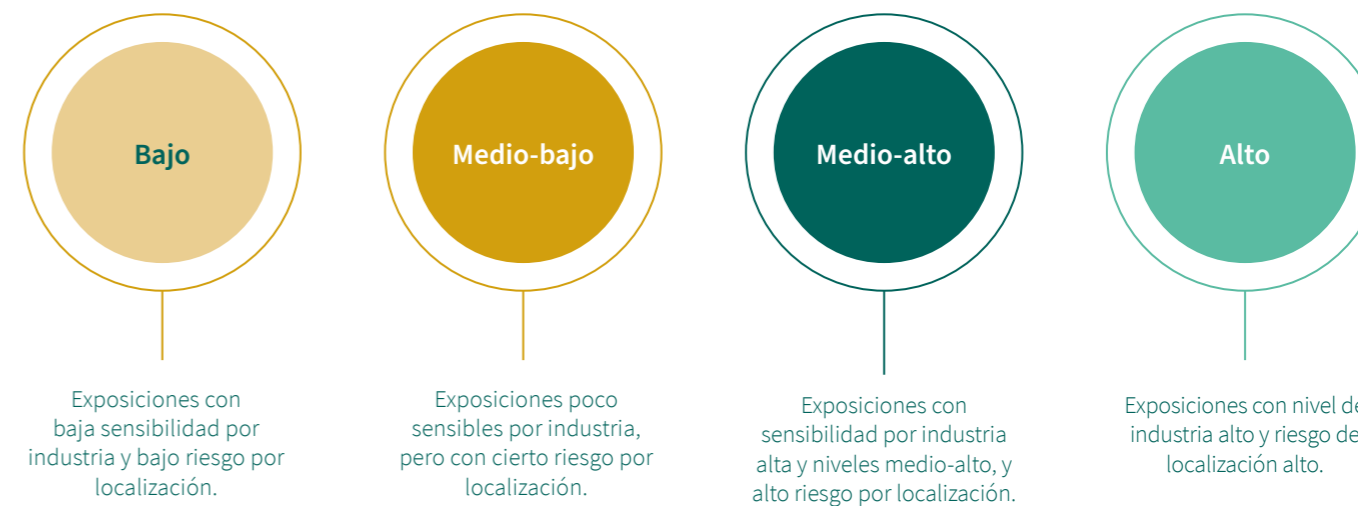 Bajo
Medio-bajo
Medio-alto
Alto
Exposiciones con
baja sensibilidad por
industria y bajo riesgo por
localización.
Exposiciones poco
sensibles por industria,
pero con cierto riesgo por
localización.
Exposiciones con
sensibilidad por industria
alta y niveles medio-alto, y
alto riesgo por localización.
Exposiciones con nivel de
industria alto y riesgo de
localización alto.